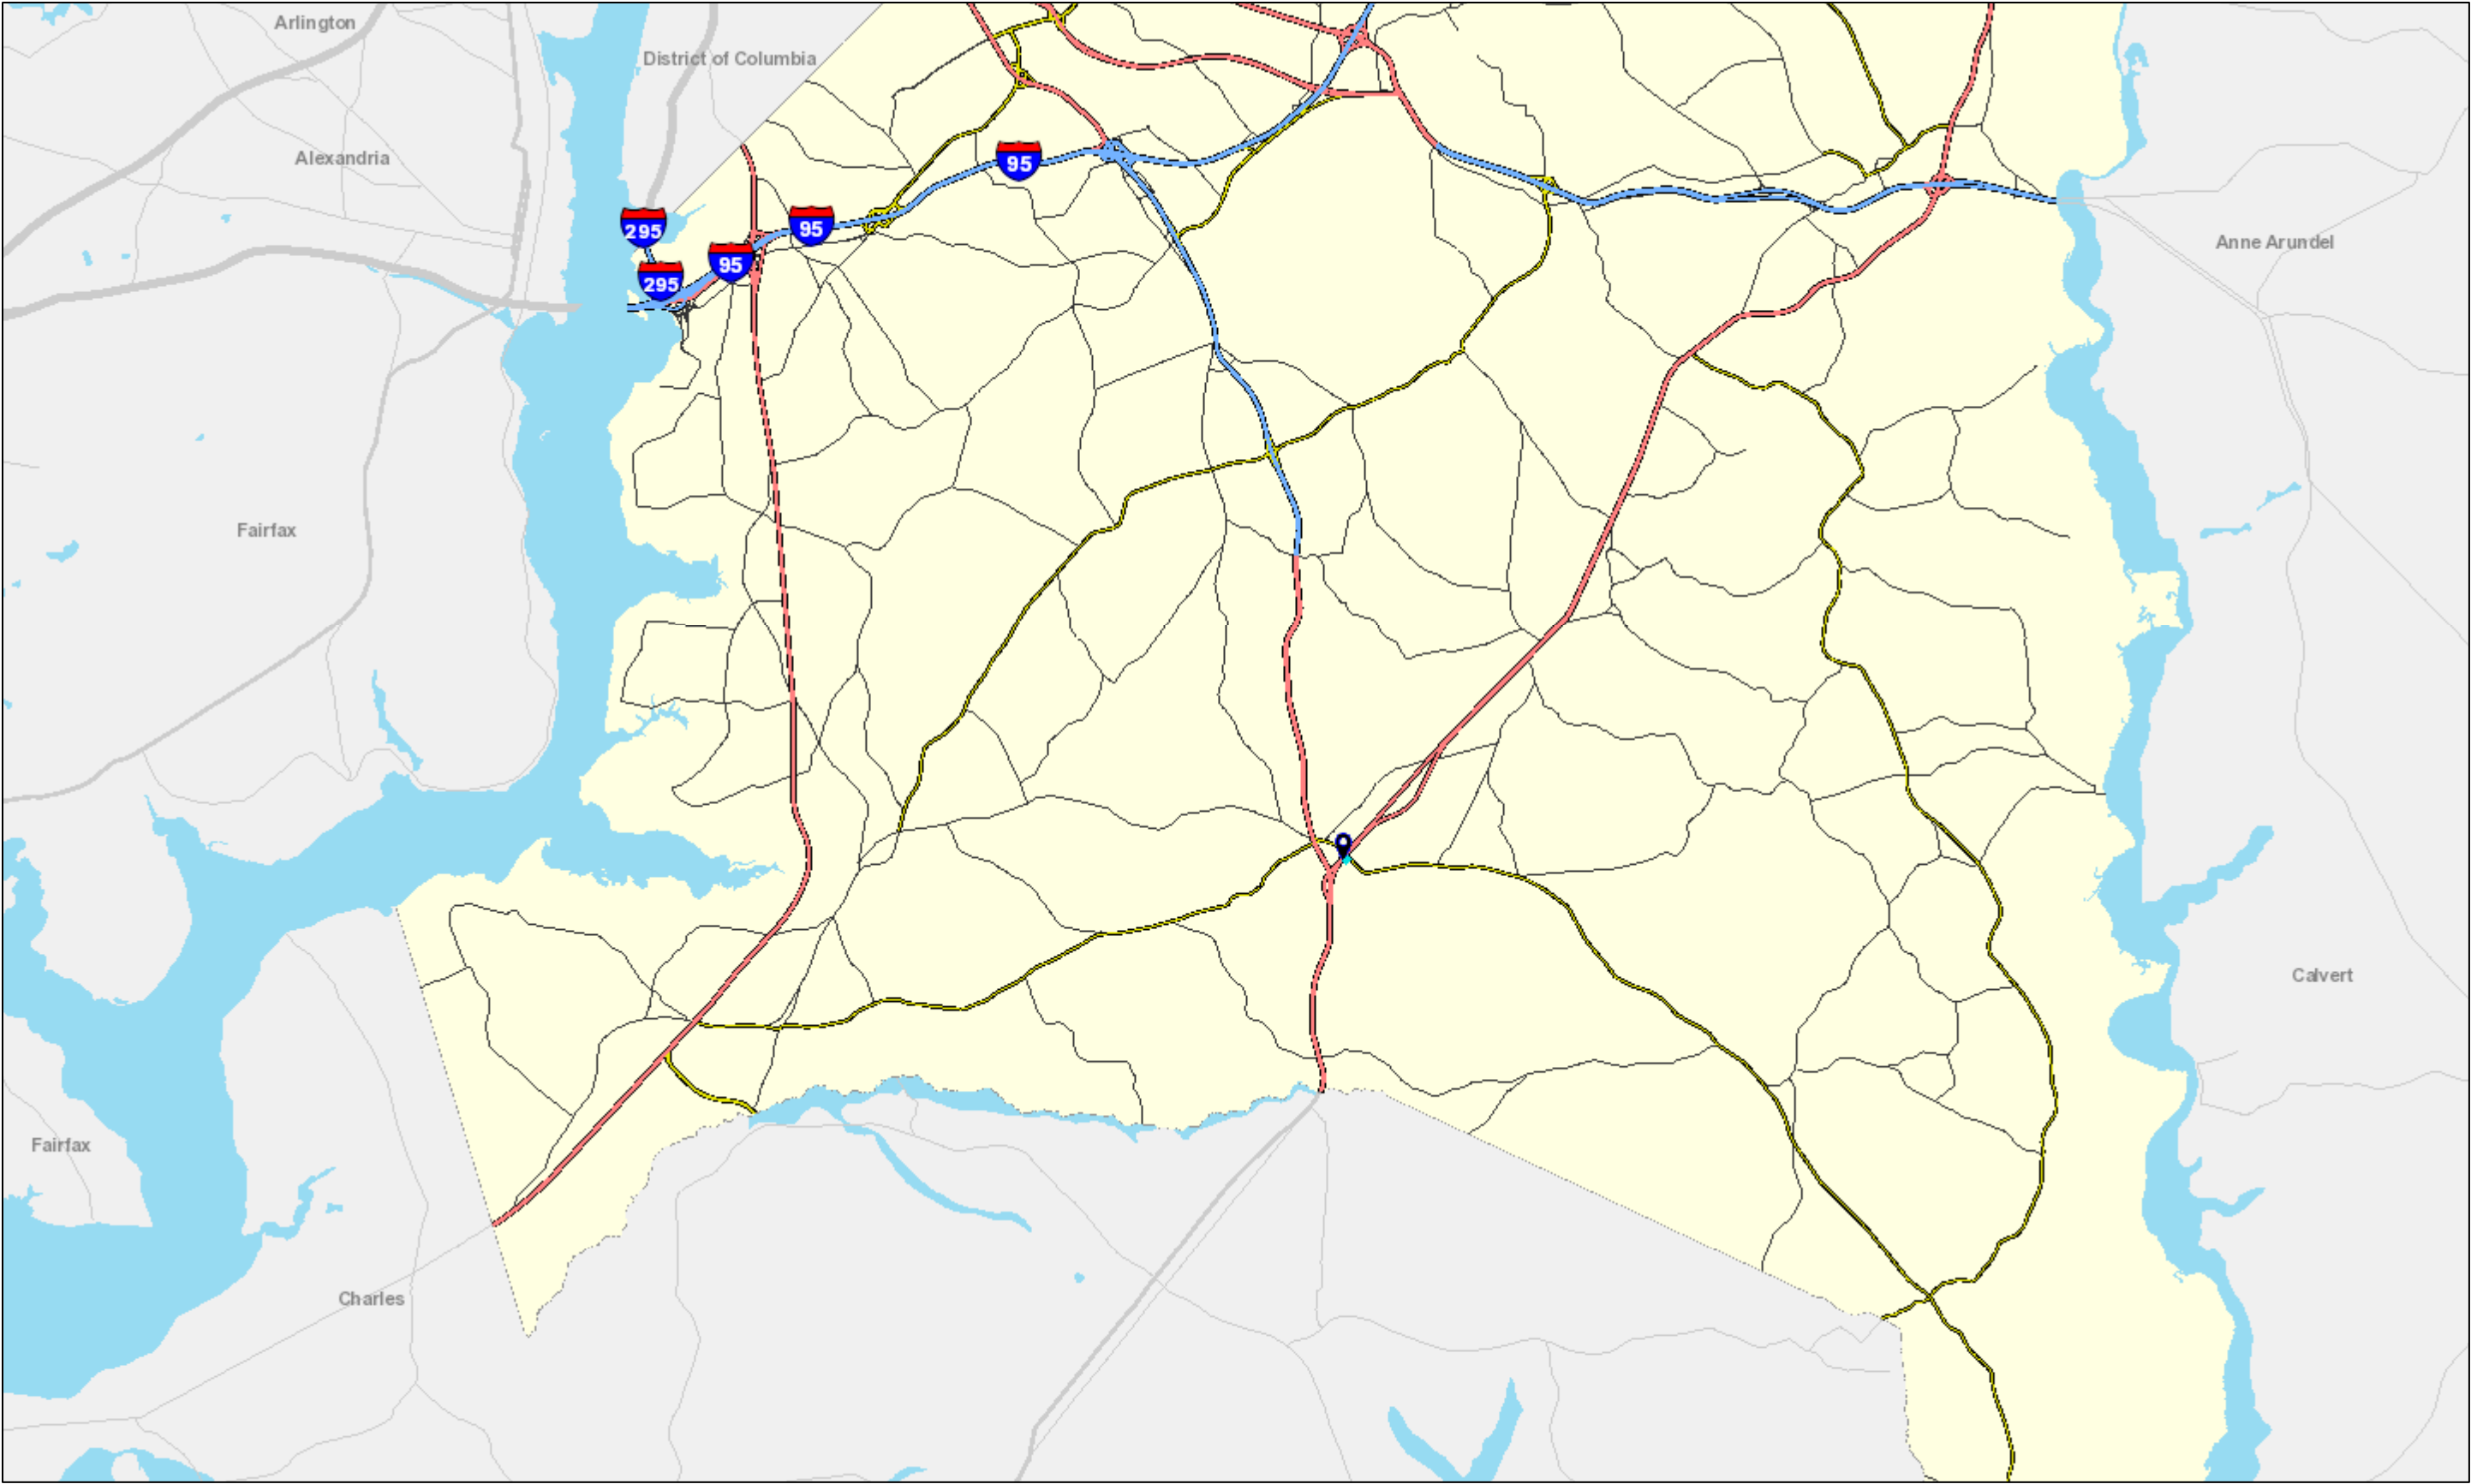 Arlington
District of Columbia
Alexandria
95
295
95
Anne Arundel
95
295
Fairfax
Calvert
Fairfax
Charles